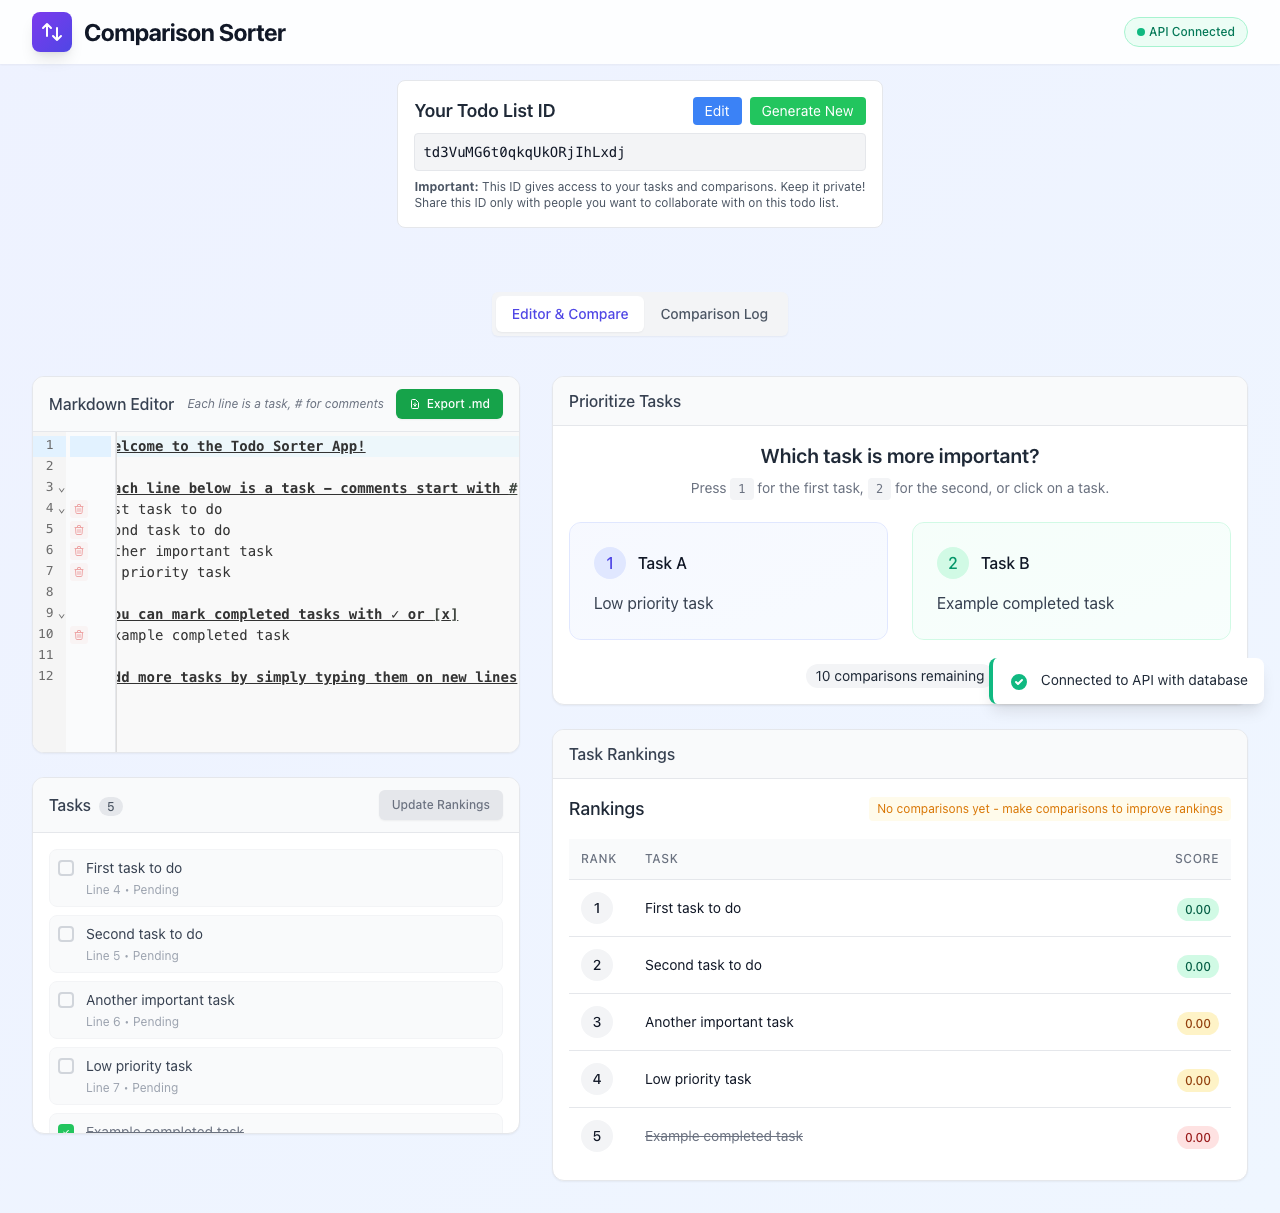 Comparison Sorter
API Connected
Your Todo List ID
Edit
Generate New
td3VuMG6t0qkqUkORjIhLxdj
Important: This ID gives access to your tasks and comparisons. Keep it private!
Share this ID only with people you want to collaborate with on this todo list.
Editor & Compare
Comparison Log
Markdown Editor
Each line is a task, # for comments
Export .md
1 elcome to the Todo Sorter App!
2
3 ach line below is a task – comments start with #
4 st task to do
5 ond task to do
6 ther important task
7 priority task
8
9 ou can mark completed tasks with ✓ or [x]
10 xample completed task
11
12 dd more tasks by simply typing them on new lines
Tasks 5
Update Rankings
First task to do
Line 4 • Pending
Second task to do
Line 5 • Pending
Another important task
Line 6 • Pending
Low priority task
Line 7 • Pending
Example completed task
Prioritize Tasks
Which task is more important?
Press 1 for the first task, 2 for the second, or click on a task.
1 Task A
Low priority task
2 Task B
Example completed task
10 comparisons remaining
Connected to API with database
Task Rankings
Rankings
No comparisons yet - make comparisons to improve rankings
RANK TASK SCORE
1 First task to do 0.00
2 Second task to do 0.00
3 Another important task 0.00
4 Low priority task 0.00
5 Example completed task 0.00